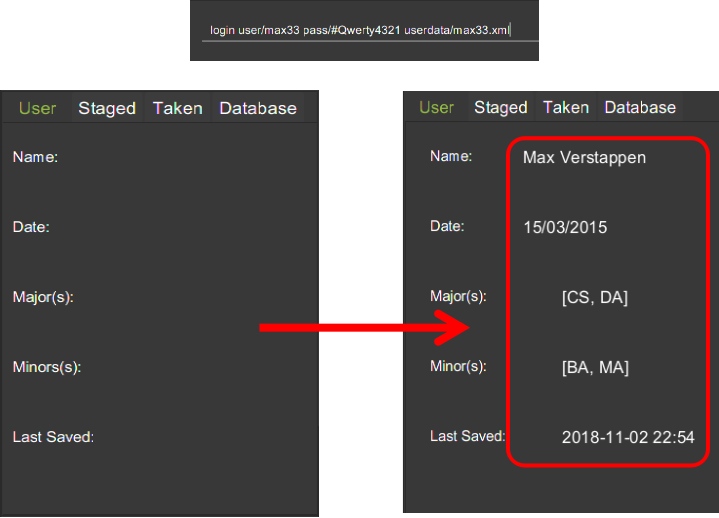 login user/max33 pass/#Qwerty4321 userdata/max33.xml
User Staged Taken Database
Name:
Date:
Major(s):
Minors(s):
Last Saved:
User Staged Taken Database
Name: Max Verstappen
Date: 15/03/2015
Major(s): [CS, DA]
Minor(s): [BA, MA]
Last Saved: 2018-11-02 22:54